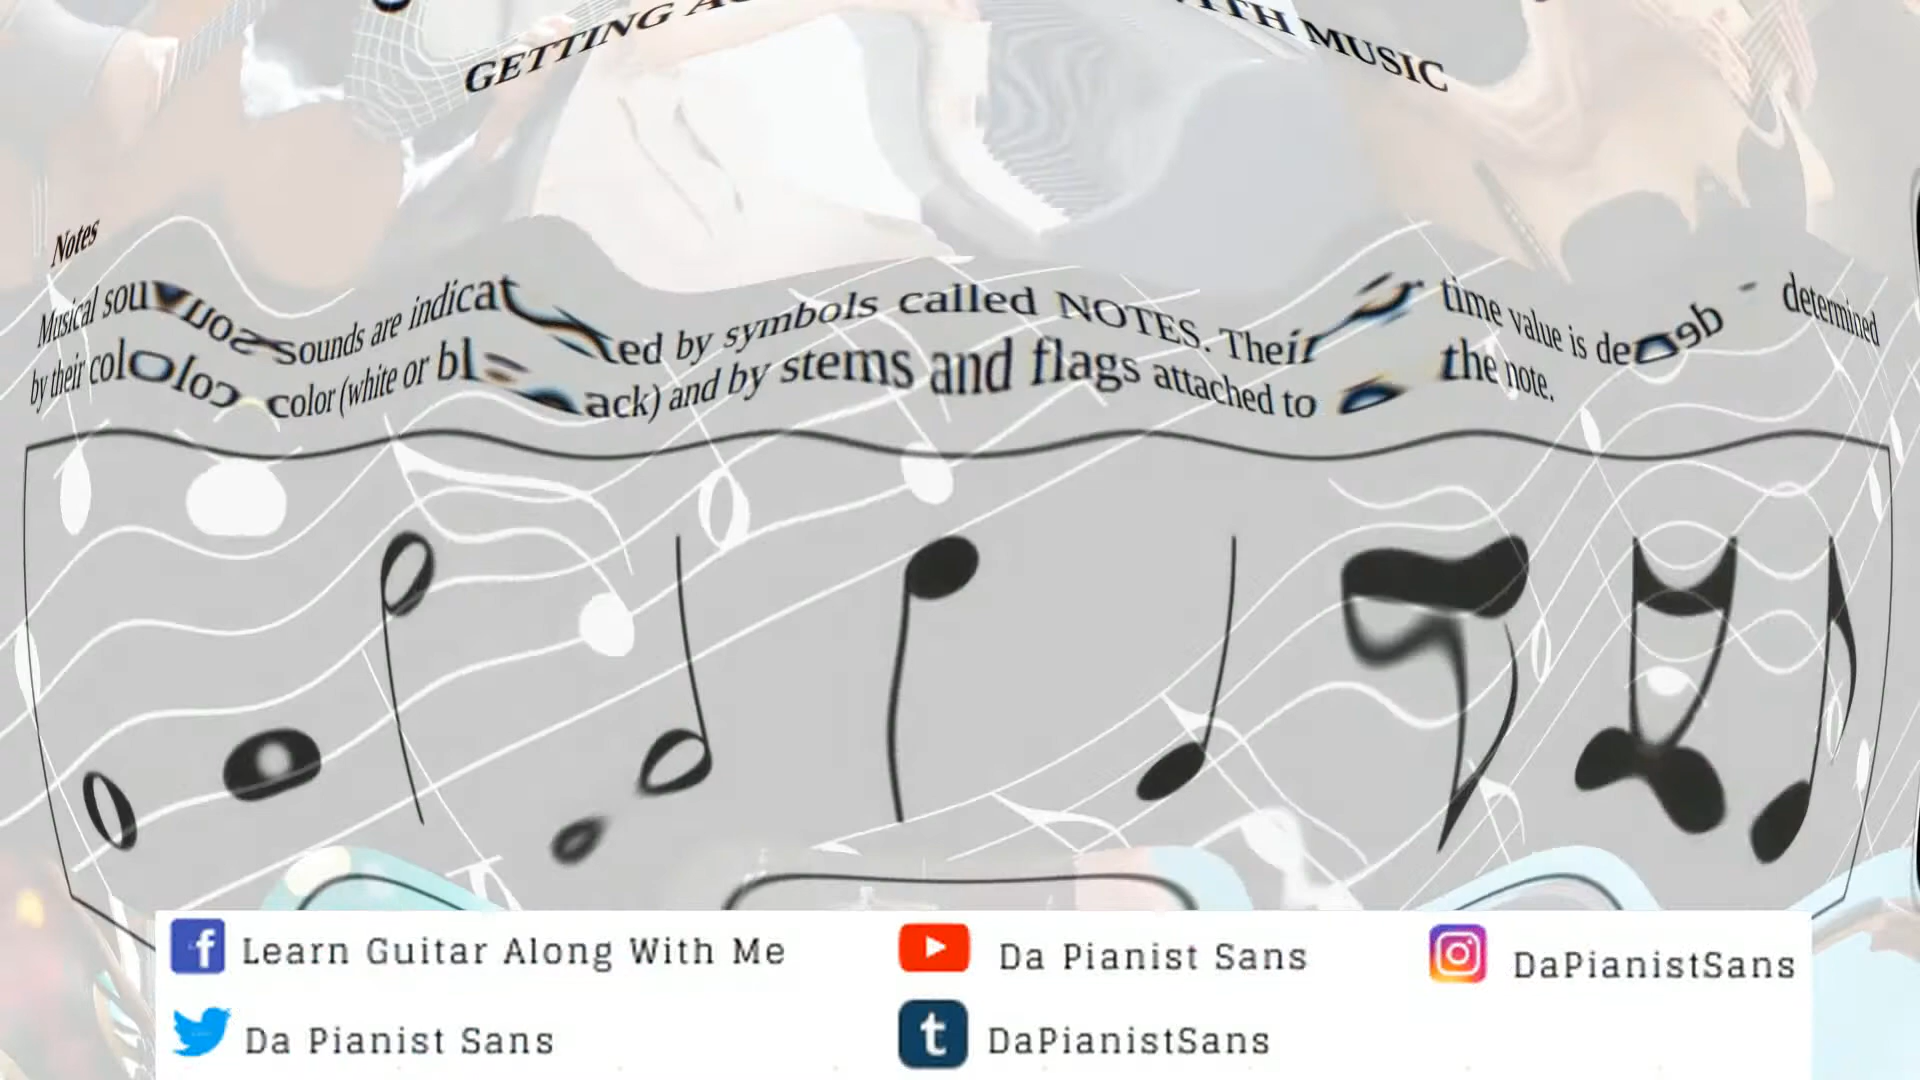 GETTING AC
TH MUSIC
Notes
Musical sou sounds are indicat ted by symbols called NOTES. Their time value is de determined
by their colo color (white or bl ack) and by stems and flags attached to the note.
Learn Guitar Along With Me
Da Pianist Sans
DaPianistSans
Da Pianist Sans
DaPianistSans